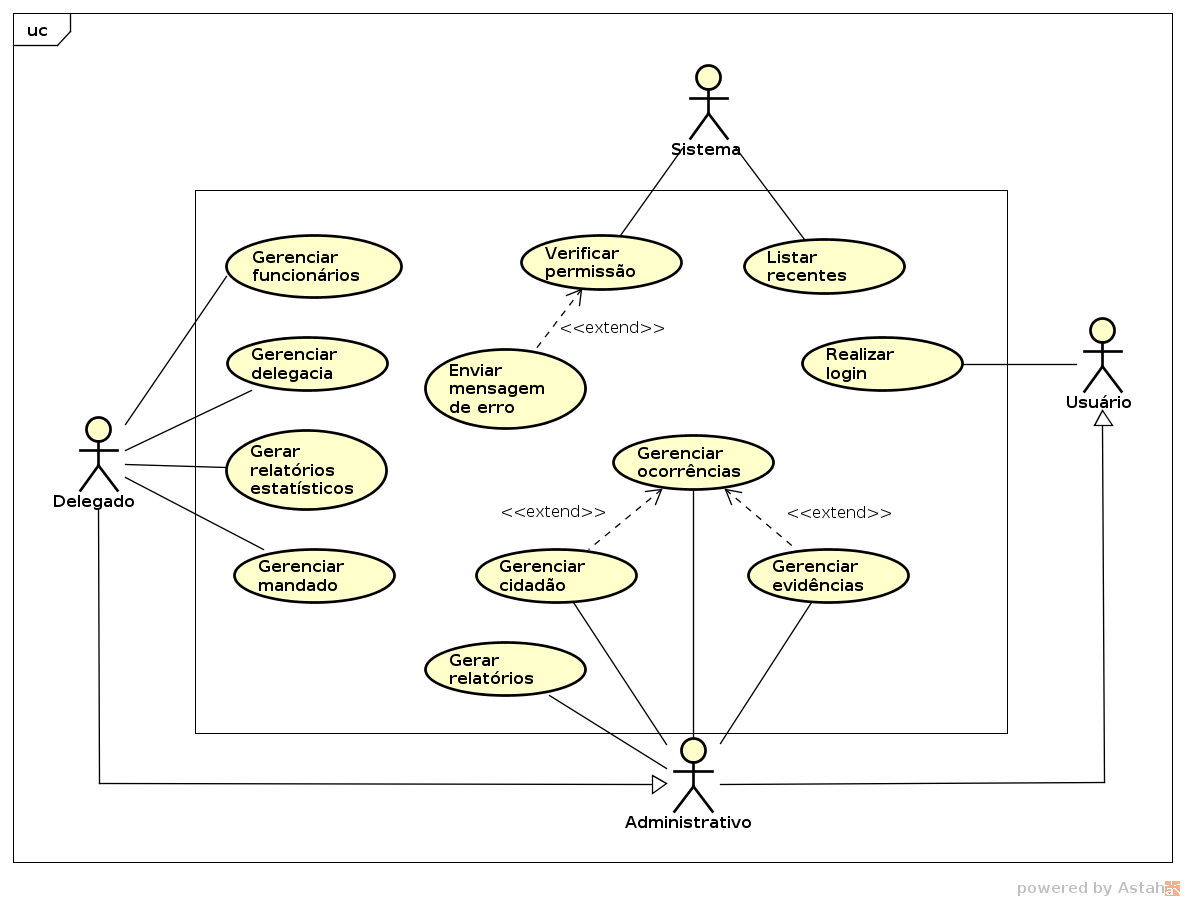 uc
Sistema
Gerenciar
funcionários
Verificar
permissão
Listar
recentes
<<extend>>
Gerenciar
delegacia
Enviar
mensagem
de erro
Realizar
login
Usuário
Gerar
relatórios
estatísticos
Gerenciar
ocorrências
Delegado
<<extend>>
<<extend>>
Gerenciar
mandado
Gerenciar
cidadão
Gerenciar
evidências
Gerar
relatórios
Administrativo
powered by Astah